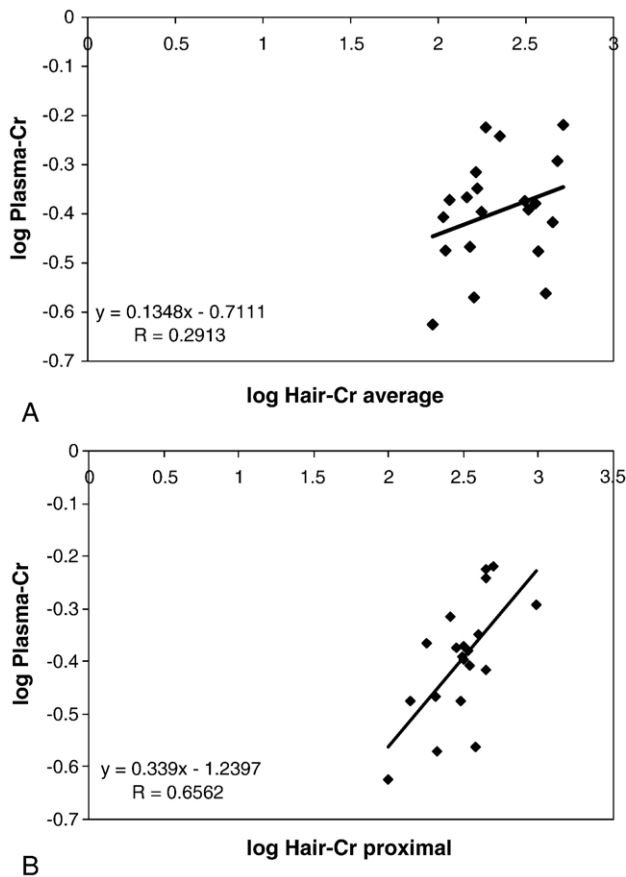 0
0 0.5 1 1.5 2 2.5 3
-0.1
-0.2
-0.3
-0.4
-0.5
-0.6
-0.7
log Plasma-Cr
y = 0.1348x - 0.7111
R = 0.2913
log Hair-Cr average
A
0
0 0.5 1 1.5 2 2.5 3 3.5
-0.1
-0.2
-0.3
-0.4
-0.5
-0.6
-0.7
log Plasma-Cr
y = 0.339x - 1.2397
R = 0.6562
log Hair-Cr proximal
B